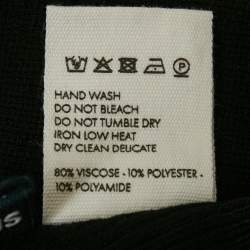 HAND WASH
DO NOT BLEACH
DO NOT TUMBLE DRY
IRON LOW HEAT
DRY CLEAN DELICATE
80% VISCOSE - 10% POLYESTER -
10% POLYAMIDE